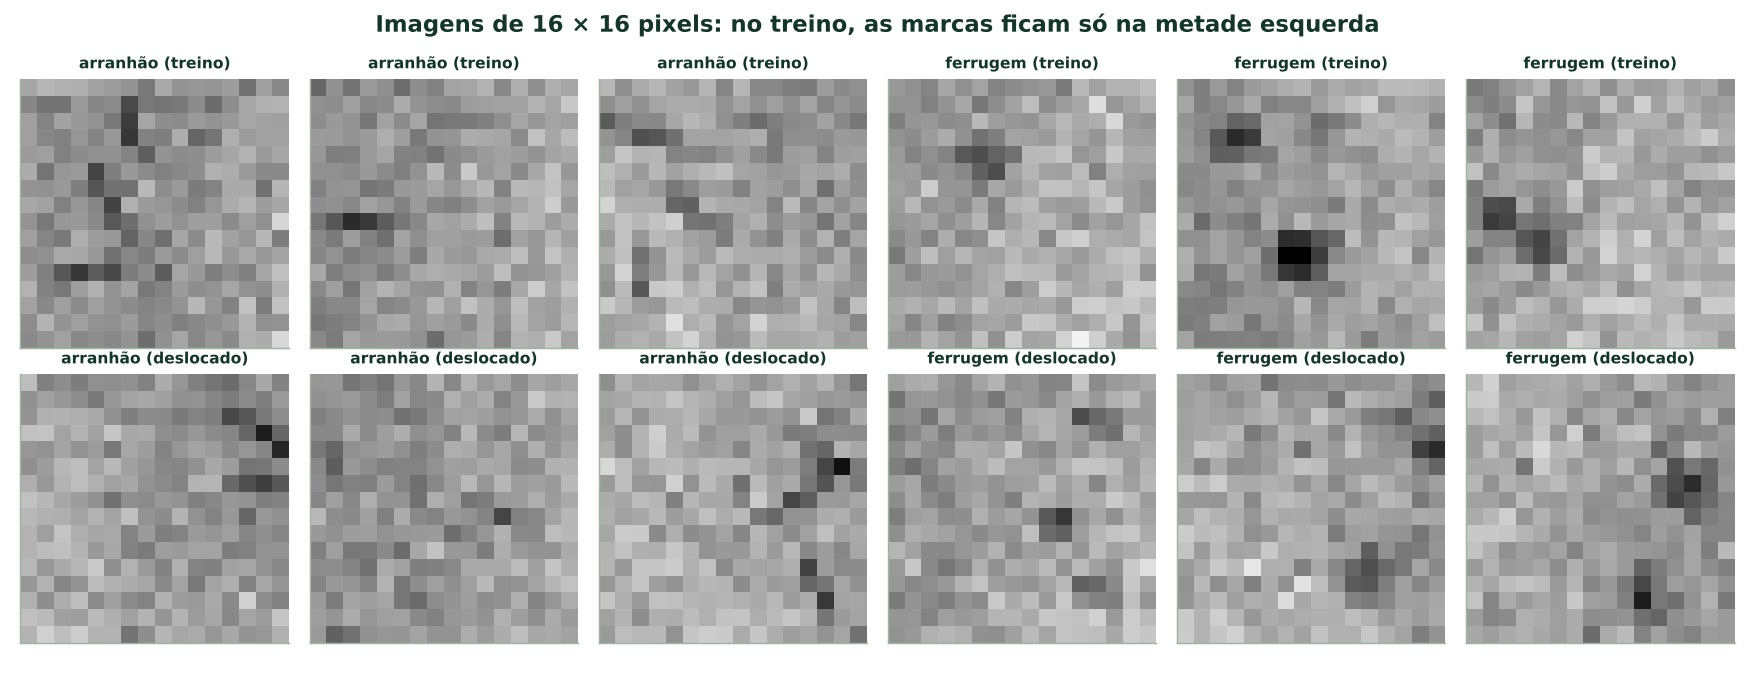 Imagens de 16 × 16 pixels: no treino, as marcas ficam só na metade esquerda
arranhão (treino)
arranhão (treino)
arranhão (treino)
ferrugem (treino)
ferrugem (treino)
ferrugem (treino)
arranhão (deslocado)
arranhão (deslocado)
arranhão (deslocado)
ferrugem (deslocado)
ferrugem (deslocado)
ferrugem (deslocado)